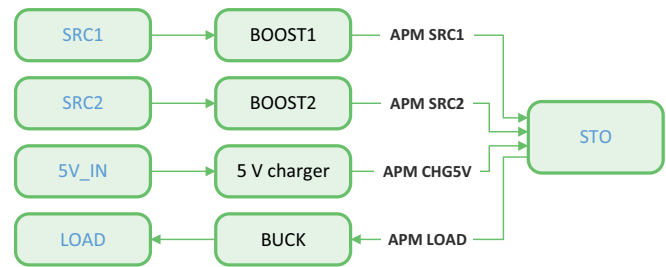 SRC1 BOOST1 APM SRC1
SRC2 BOOST2 APM SRC2
STO
5V_IN 5 V charger APM CHG5V
LOAD BUCK APM LOAD